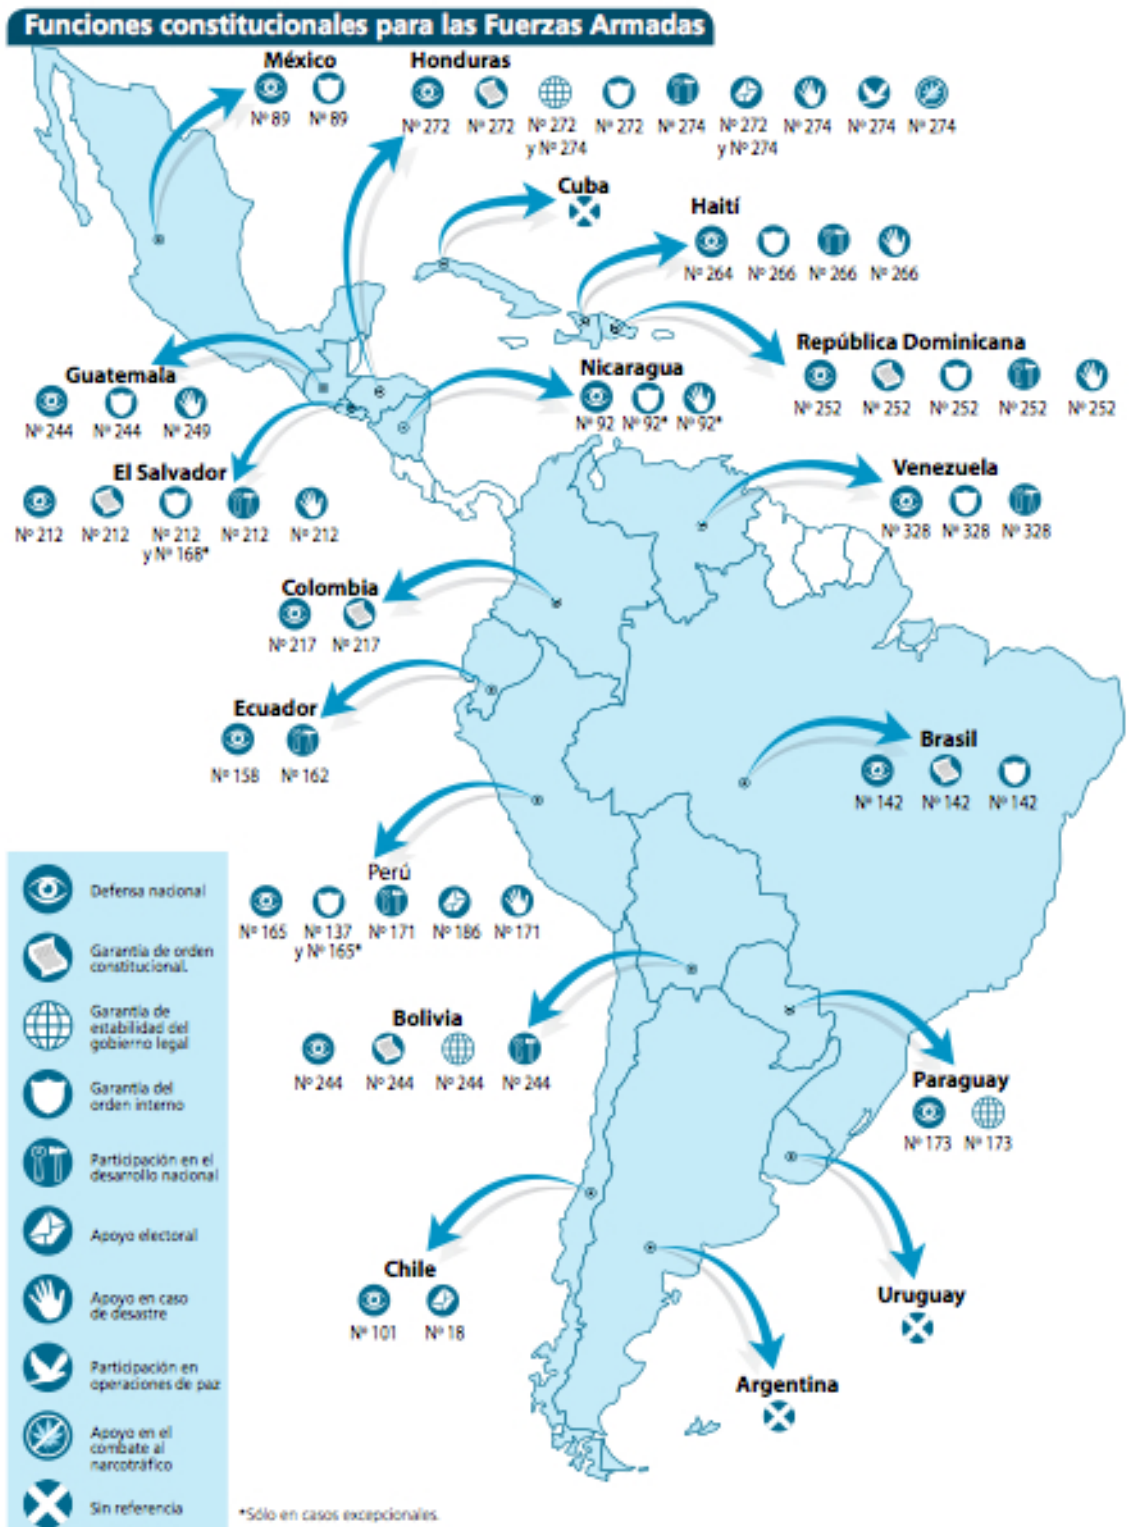 Funciones constitucionales para las Fuerzas Armadas
México
Nº 89 Nº 89
Honduras
Nº 272 Nº 272 Nº 272 Nº 272 Nº 274 Nº 272 Nº 274 Nº 274 Nº 274
y Nº 274 y Nº 274
Cuba
Haití
Nº 264 Nº 266 Nº 266 Nº 266
República Dominicana
Nº 252 Nº 252 Nº 252 Nº 252 Nº 252
Guatemala
Nº 244 Nº 244 Nº 249
Nicaragua
Nº 92 Nº 92* Nº 92*
El Salvador
Nº 212 Nº 212 Nº 212 Nº 212 Nº 212
y Nº 168*
Venezuela
Nº 328 Nº 328 Nº 328
Colombia
Nº 217 Nº 217
Ecuador
Nº 158 Nº 162
Brasil
Nº 142 Nº 142 Nº 142
Perú
Nº 165 Nº 137 Nº 171 Nº 186 Nº 171
y Nº 165*
Bolivia
Nº 244 Nº 244 Nº 244 Nº 244
Paraguay
Nº 173 Nº 173
Chile
Nº 101 Nº 18
Uruguay
Argentina
Defensa nacional
Garantía de orden
constitucional.
Garantía de
estabilidad del
gobierno legal
Garantía del
orden interno
Participación en el
desarrollo nacional
Apoyo electoral
Apoyo en caso
de desastre
Participación en
operaciones de paz
Apoyo en el
combate al
narcotráfico
Sin referencia
*Sólo en casos excepcionales.